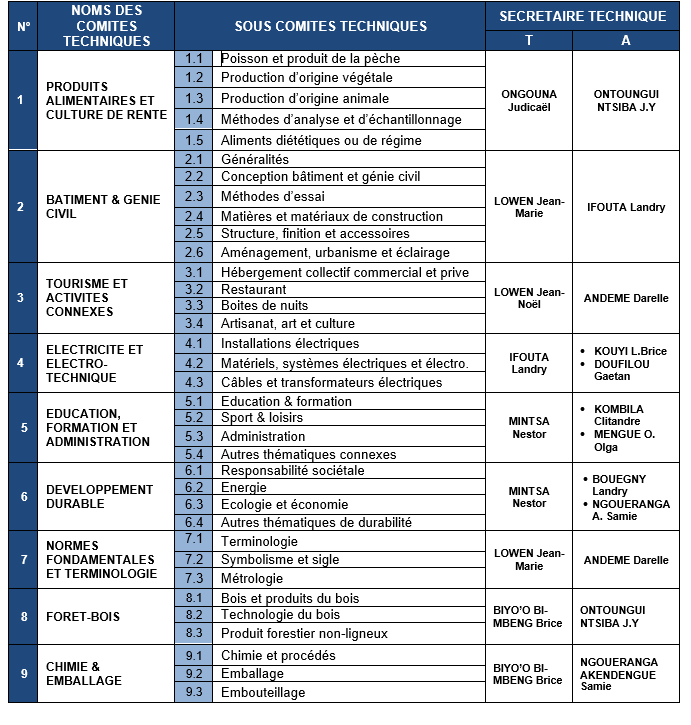 N°
NOMS DES
COMITES
TECHNIQUES
SOUS COMITES TECHNIQUES
SECRETAIRE TECHNIQUE
T
A
1
PRODUITS
ALIMENTAIRES ET
CULTURE DE RENTE
1.1 Poisson et produit de la pèche
1.2 Production d'origine végétale
1.3 Production d'origine animale
1.4 Méthodes d'analyse et d'échantillonnage
1.5 Aliments diététiques ou de régime
ONGOUNA
Judicaël
ONTOUNGUI
NTSIBA J.Y
2
BATIMENT & GENIE
CIVIL
2.1 Généralités
2.2 Conception bâtiment et génie civil
2.3 Méthodes d'essai
2.4 Matières et matériaux de construction
2.5 Structure, finition et accessoires
2.6 Aménagement, urbanisme et éclairage
LOWEN Jean-
Marie
IFOUTA Landry
3
TOURISME ET
ACTIVITES
CONNEXES
3.1 Hébergement collectif commercial et prive
3.2 Restaurant
3.3 Boites de nuits
3.4 Artisanat, art et culture
LOWEN Jean-
Noël
ANDEME Darelle
4
ELECTRICITE ET
ELECTRO-
TECHNIQUE
4.1 Installations électriques
4.2 Matériels, systèmes électriques et électro.
4.3 Câbles et transformateurs électriques
IFOUTA
Landry
• KOUYI L.Brice
• DOUFILOU
Gaetan
5
EDUCATION,
FORMATION ET
ADMINISTRATION
5.1 Education & formation
5.2 Sport & loisirs
5.3 Administration
5.4 Autres thématiques connexes
MINTSA
Nestor
• KOMBILA
Clitandre
• MENGUE O.
Olga
6
DEVELOPPEMENT
DURABLE
6.1 Responsabilité sociétale
6.2 Energie
6.3 Ecologie et économie
6.4 Autres thématiques de durabilité
MINTSA
Nestor
• BOUEGNY
Landry
• NGOUERANGA
A. Samie
7
NORMES
FONDAMENTALES
ET TERMINOLOGIE
7.1 Terminologie
7.2 Symbolisme et sigle
7.3 Métrologie
LOWEN Jean-
Marie
ANDEME Darelle
8
FORET-BOIS
8.1 Bois et produits du bois
8.2 Technologie du bois
8.3 Produit forestier non-ligneux
BIYO'O BI-
MBENG Brice
ONTOUNGUI
NTSIBA J.Y
9
CHIMIE &
EMBALLAGE
9.1 Chimie et procédés
9.2 Emballage
9.3 Embouteillage
BIYO'O BI-
MBENG Brice
NGOUERANGA
AKENDENGUE
Samie